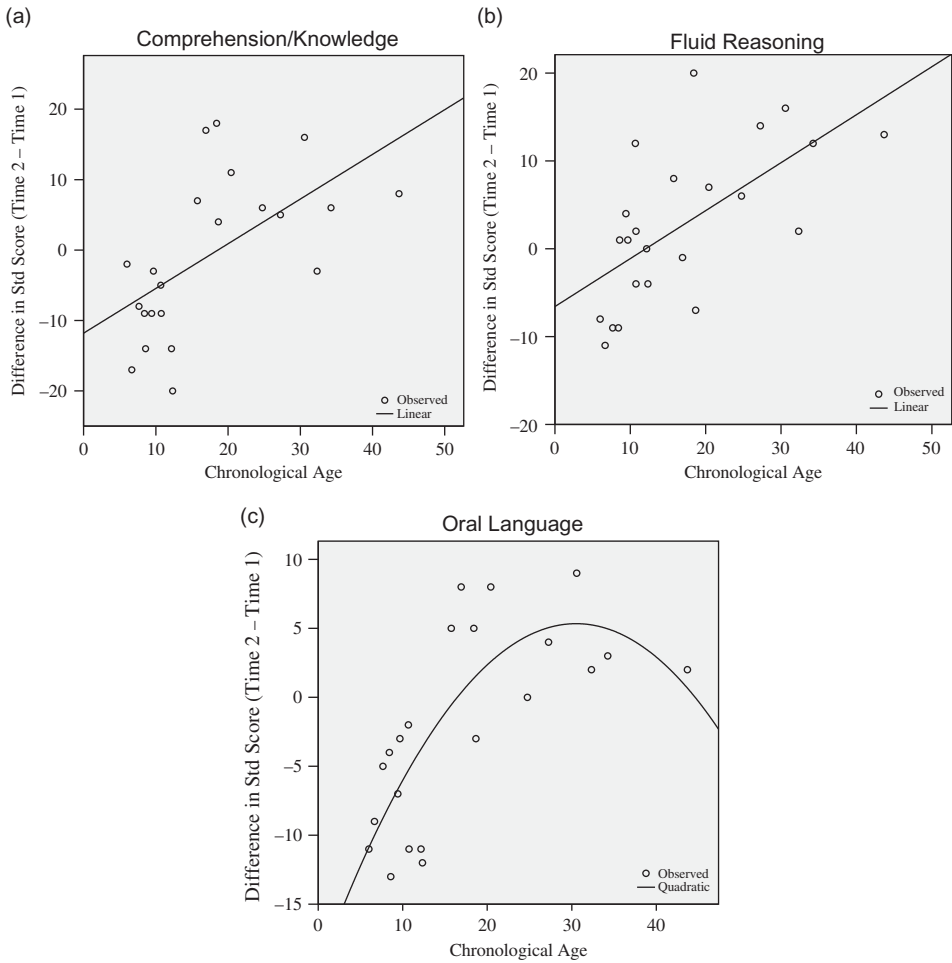 (a)
Comprehension/Knowledge
Difference in Std Score (Time 2 – Time 1)
20
10
0
–10
–20
0 10 20 30 40 50
Chronological Age
Observed
Linear
(b)
Fluid Reasoning
Difference in Std Score (Time 2 – Time 1)
20
10
0
–10
–20
0 10 20 30 40 50
Chronological Age
Observed
Linear
(c)
Oral Language
Difference in Std Score (Time 2 – Time 1)
10
5
0
–5
–10
–15
0 10 20 30 40
Chronological Age
Observed
Quadratic